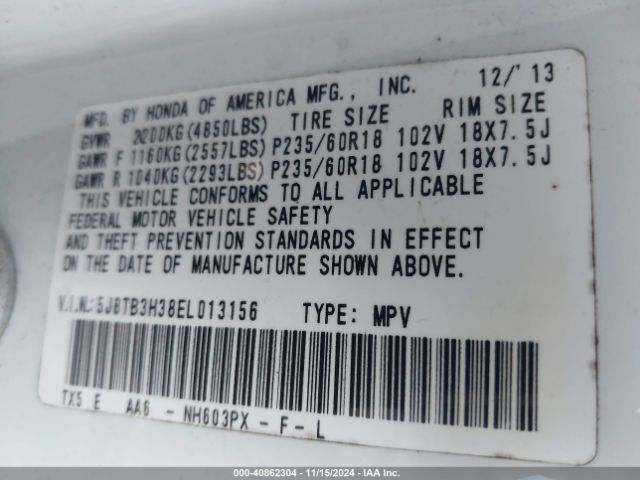 MFD. BY HONDA OF AMERICA MFG., INC. 12/'13
GVWR 2200KG(4850LBS) TIRE SIZE RIM SIZE
GAWR F 1160KG(2557LBS) P235/60R18 102V 18X7.5J
GAWR R 1040KG(2293LBS) P235/60R18 102V 18X7.5J
THIS VEHICLE CONFORMS TO ALL APPLICABLE
FEDERAL MOTOR VEHICLE SAFETY
AND THEFT PREVENTION STANDARDS IN EFFECT
ON THE DATE OF MANUFACTURE SHOWN ABOVE.
V.I.N.:5J8TB3H38EL013156 TYPE: MPV
TX5 E AA6 - NH603PX - F - L
000-40862304 - 11/15/2024 - IAA Inc.